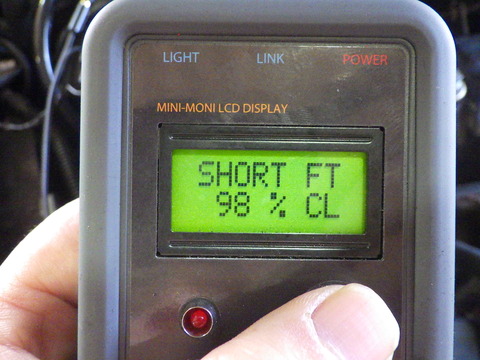 LIGHT LINK POWER
MINI-MONI LCD DISPLAY
SHORT FT
98 % CL